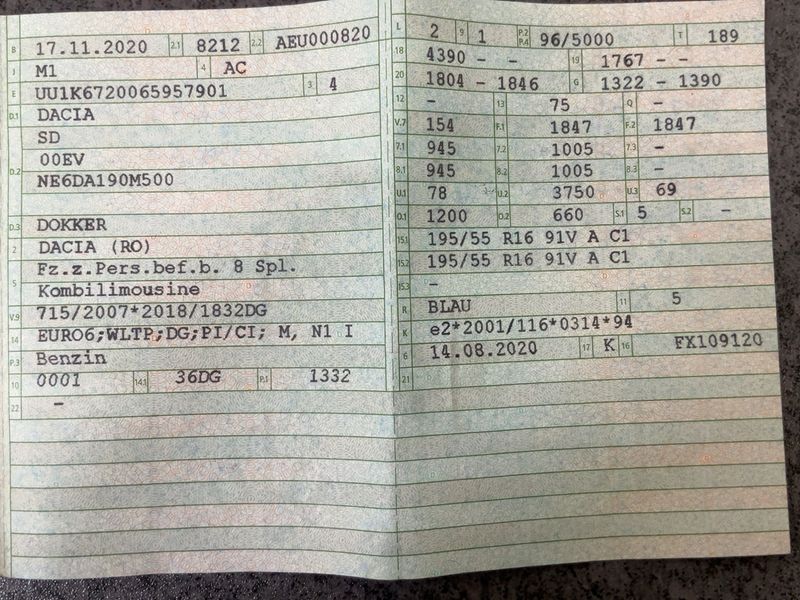 B 17.11.2020 2.1 8212 2.2 AEU000820
J M1 4 AC
E UU1K6720065957901 3 4
D.1 DACIA
SD
00EV
D.2
NE6DA190M500
D.3 DOKKER
2 DACIA (RO)
Fz.z.Pers.bef.b. 8 Spl.
5
Kombilimousine
V.9 715/2007*2018/1832DG
14 EURO6;WLTP;DG;PI/CI; M, N1 I
P.3 Benzin
10 0001 14.1 36DG P.1 1332
22 –
L 2 9 1 P.2 P.4 96/5000 T 189
18 4390 – – 19 1767 – –
20 1804 – 1846 G 1322 – 1390
12 – 13 75 Q –
V.7 154 F.1 1847 F.2 1847
7.1 945 7.2 1005 7.3 –
8.1 945 8.2 1005 8.3 –
U.1 78 U.2 3750 U.3 69
O.1 1200 O.2 660 S.1 5 S.2 –
15.1 195/55 R16 91V A C1
15.2 195/55 R16 91V A C1
15.3 –
R BLAU 11 5
K e2*2001/116*0314*94
6 14.08.2020 17 K 16 FX109120
21